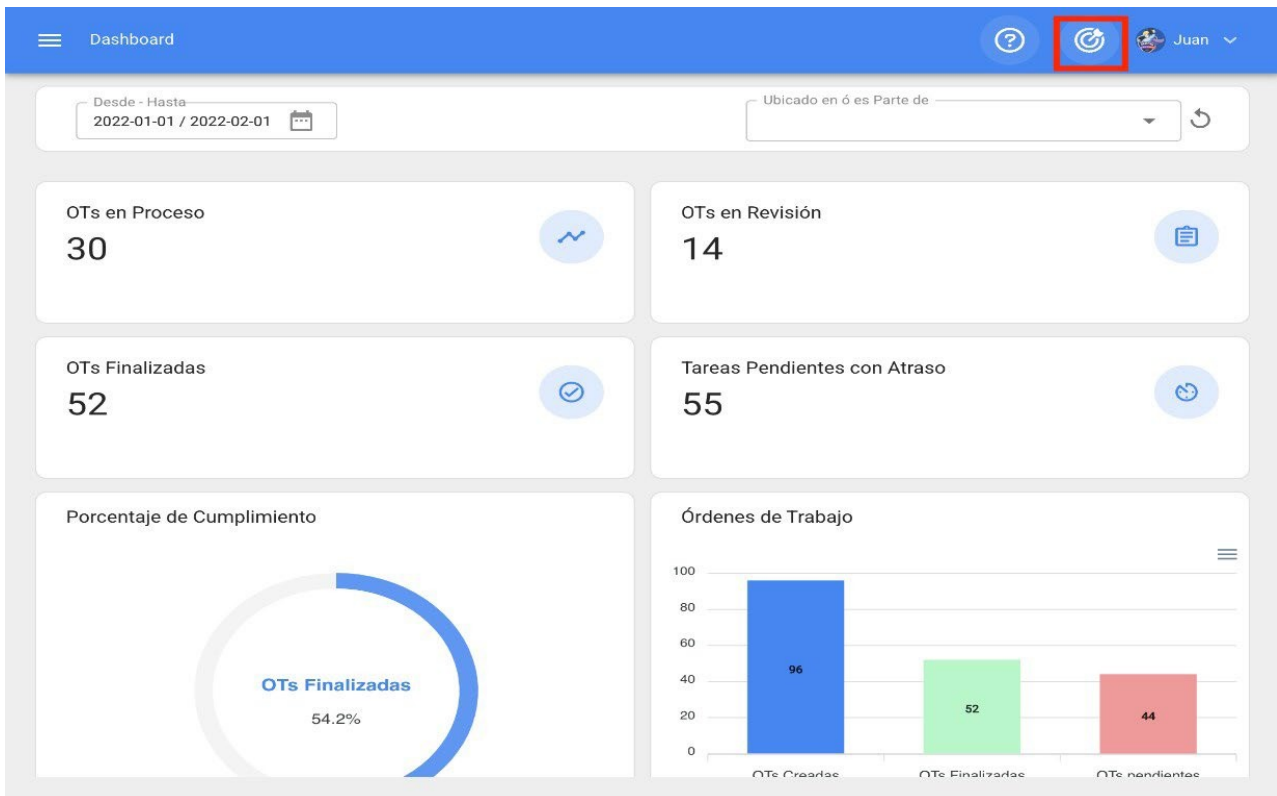 Dashboard
Juan
Desde - Hasta
2022-01-01 / 2022-02-01
Ubicado en ó es Parte de
OTs en Proceso
30
OTs en Revisión
14
OTs Finalizadas
52
Tareas Pendientes con Atraso
55
Porcentaje de Cumplimiento
OTs Finalizadas
54.2%
Órdenes de Trabajo
100
80
60
40
20
0
96
52
44
OTs Creadas
OTs Finalizadas
OTs pendientes